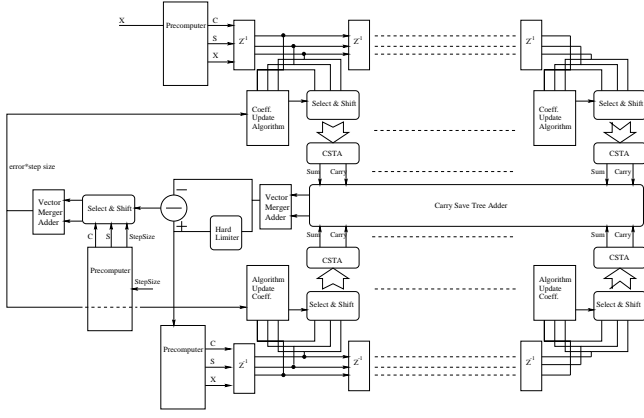 X
Precomputer
C
S
X
Z-1
Z-1
Z-1
Coeff.
Update
Algorithm
Select & Shift
Coeff.
Update
Algorithm
Select & Shift
CSTA
CSTA
Sum
Carry
Sum
Carry
error*step size
Vector
Merger
Adder
Select & Shift
C
S
StepSize
Precomputer
StepSize
Hard
Limiter
Vector
Merger
Adder
Carry Save Tree Adder
Sum
Carry
Sum
Carry
CSTA
CSTA
Algorithm
Update
Coeff.
Select & Shift
Algorithm
Update
Coeff.
Select & Shift
Precomputer
C
S
X
Z-1
Z-1
Z-1